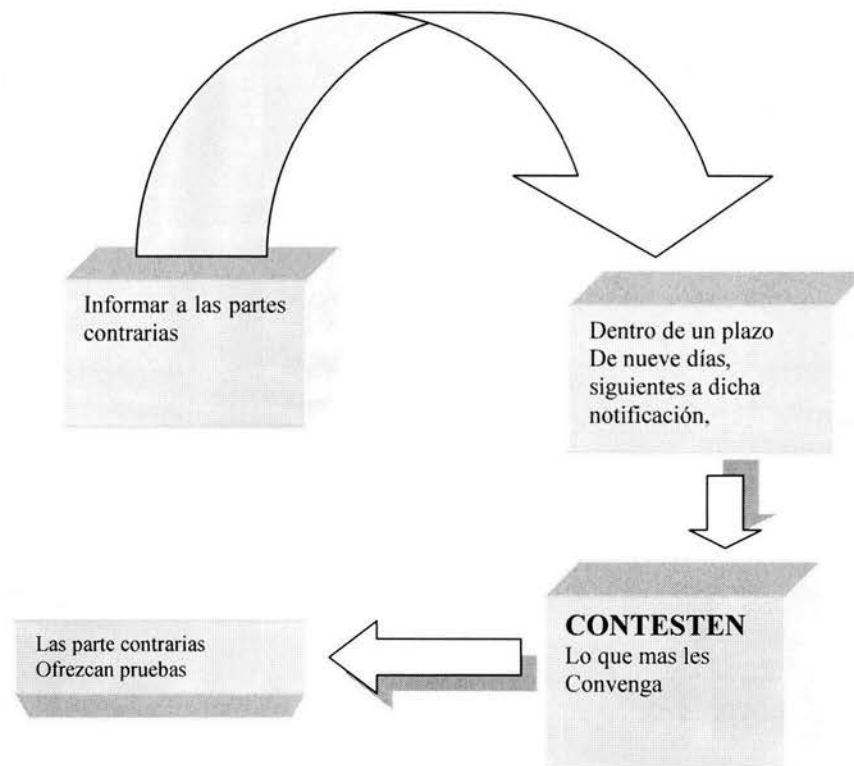 Informar a las partes
contrarias
Dentro de un plazo
De nueve días,
siguientes a dicha
notificación,
CONTESTEN
Lo que mas les
Convenga
Las parte contrarias
Ofrezcan pruebas